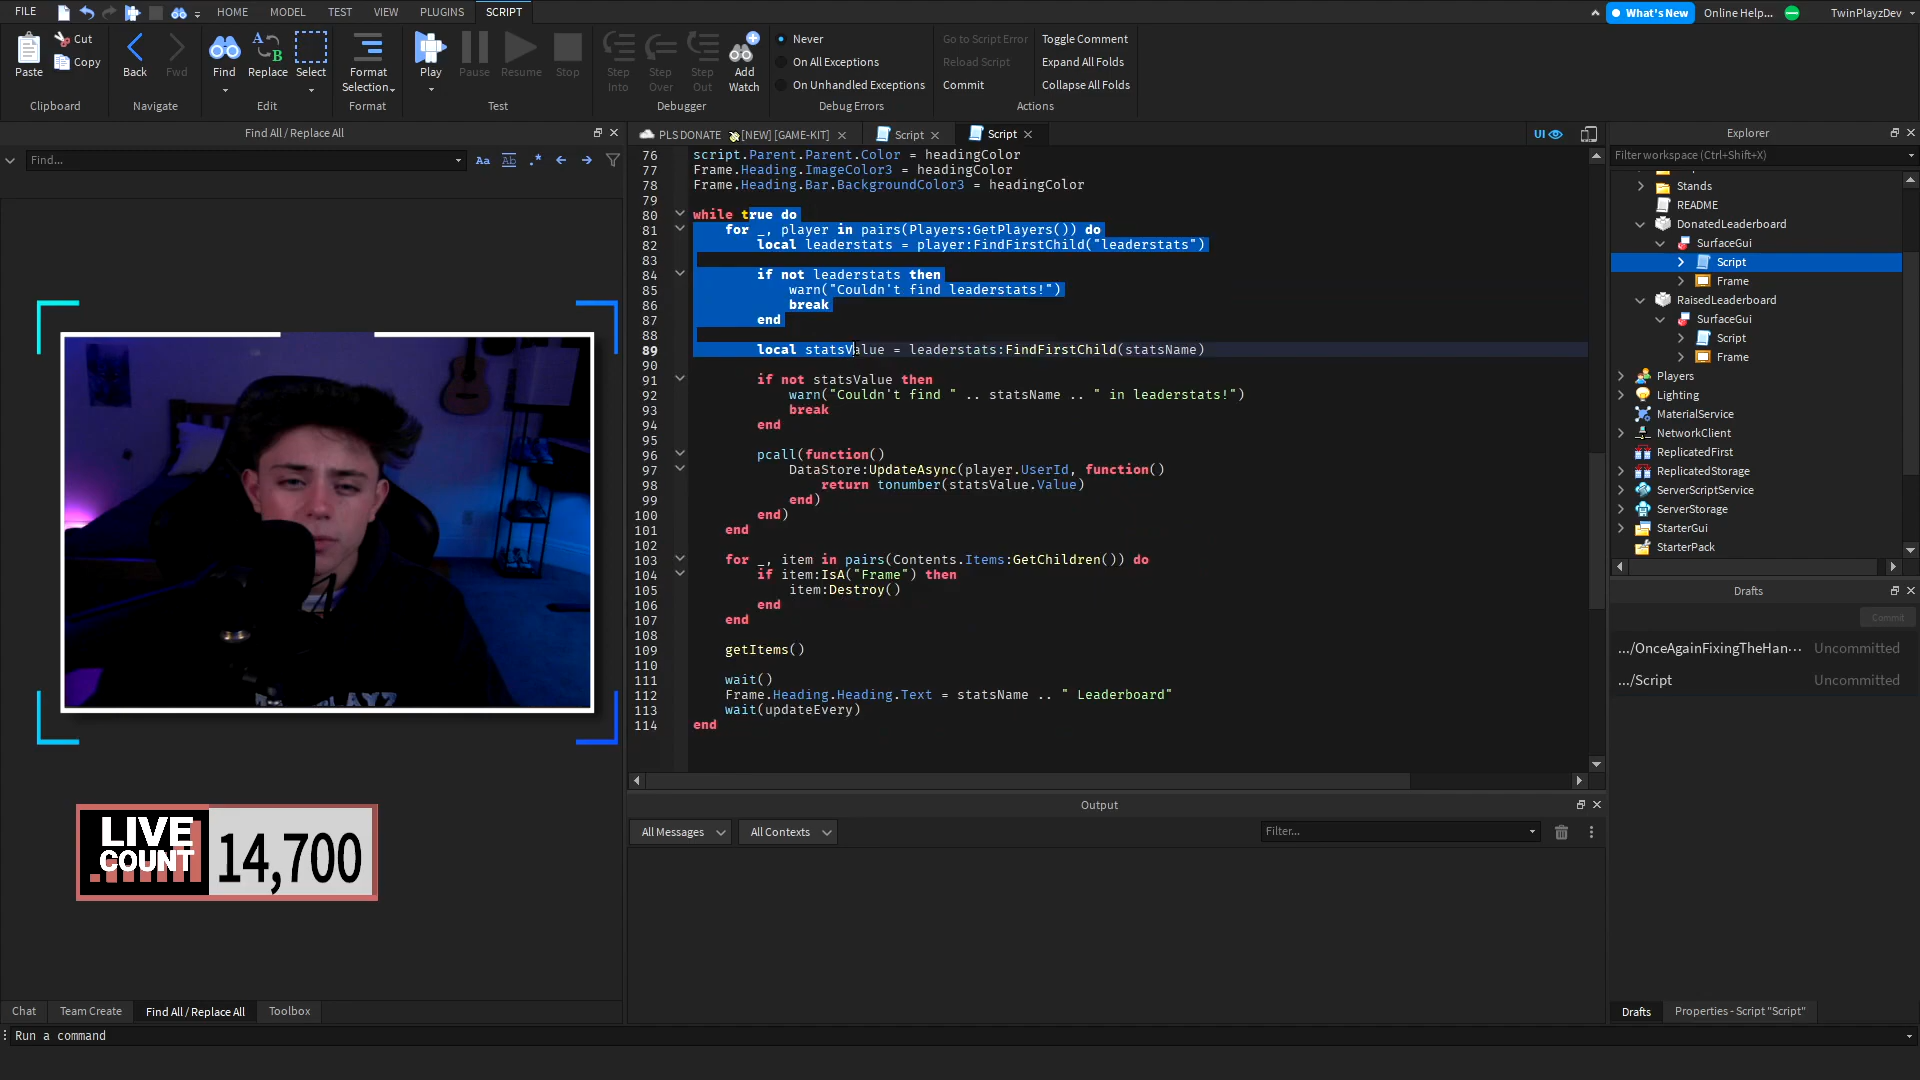 FILE
HOME
MODEL
TEST
VIEW
PLUGINS
SCRIPT
What's New
Online Help...
TwinPlayzDev
Paste
Cut
Copy
Clipboard
Back
Fwd
Navigate
Find
Replace
Select
Edit
Format
Selection
Format
Play
Pause
Resume
Stop
Test
Step
Into
Step
Over
Step
Out
Add
Watch
Debugger
Never
On All Exceptions
On Unhandled Exceptions
Debug Errors
Go to Script Error
Reload Script
Commit
Toggle Comment
Expand All Folds
Collapse All Folds
Actions
Find All / Replace All
Find...
Aa
Ab
.*
LIVE
COUNT
14,700
PLS DONATE
[NEW] [GAME-KIT]
Script
Script
UI
76 script.Parent.Parent.Color = headingColor
77 Frame.Heading.ImageColor3 = headingColor
78 Frame.Heading.Bar.BackgroundColor3 = headingColor
79
80 while true do
81 for _, player in pairs(Players:GetPlayers()) do
82 local leaderstats = player:FindFirstChild("leaderstats")
83
84 if not leaderstats then
85 warn("Couldn't find leaderstats!")
86 break
87 end
88
89 local statsValue = leaderstats:FindFirstChild(statsName)
90
91 if not statsValue then
92 warn("Couldn't find " .. statsName .. " in leaderstats!")
93 break
94 end
95
96 pcall(function()
97 DataStore:UpdateAsync(player.UserId, function()
98 return tonumber(statsValue.Value)
99 end)
100 end)
101 end
102
103 for _, item in pairs(Contents.Items:GetChildren()) do
104 if item:IsA("Frame") then
105 item:Destroy()
106 end
107 end
108
109 getItems()
110
111 wait()
112 Frame.Heading.Heading.Text = statsName .. " Leaderboard"
113 wait(updateEvery)
114 end
Output
All Messages
All Contexts
Filter...
Explorer
Filter workspace (Ctrl+Shift+X)
Stands
README
DonatedLeaderboard
SurfaceGui
Script
Frame
RaisedLeaderboard
SurfaceGui
Script
Frame
Players
Lighting
MaterialService
NetworkClient
ReplicatedFirst
ReplicatedStorage
ServerScriptService
ServerStorage
StarterGui
StarterPack
Drafts
Commit
.../OnceAgainFixingTheHan... Uncommitted
.../Script Uncommitted
Chat
Team Create
Find All / Replace All
Toolbox
Drafts
Properties - Script "Script"
Run a command